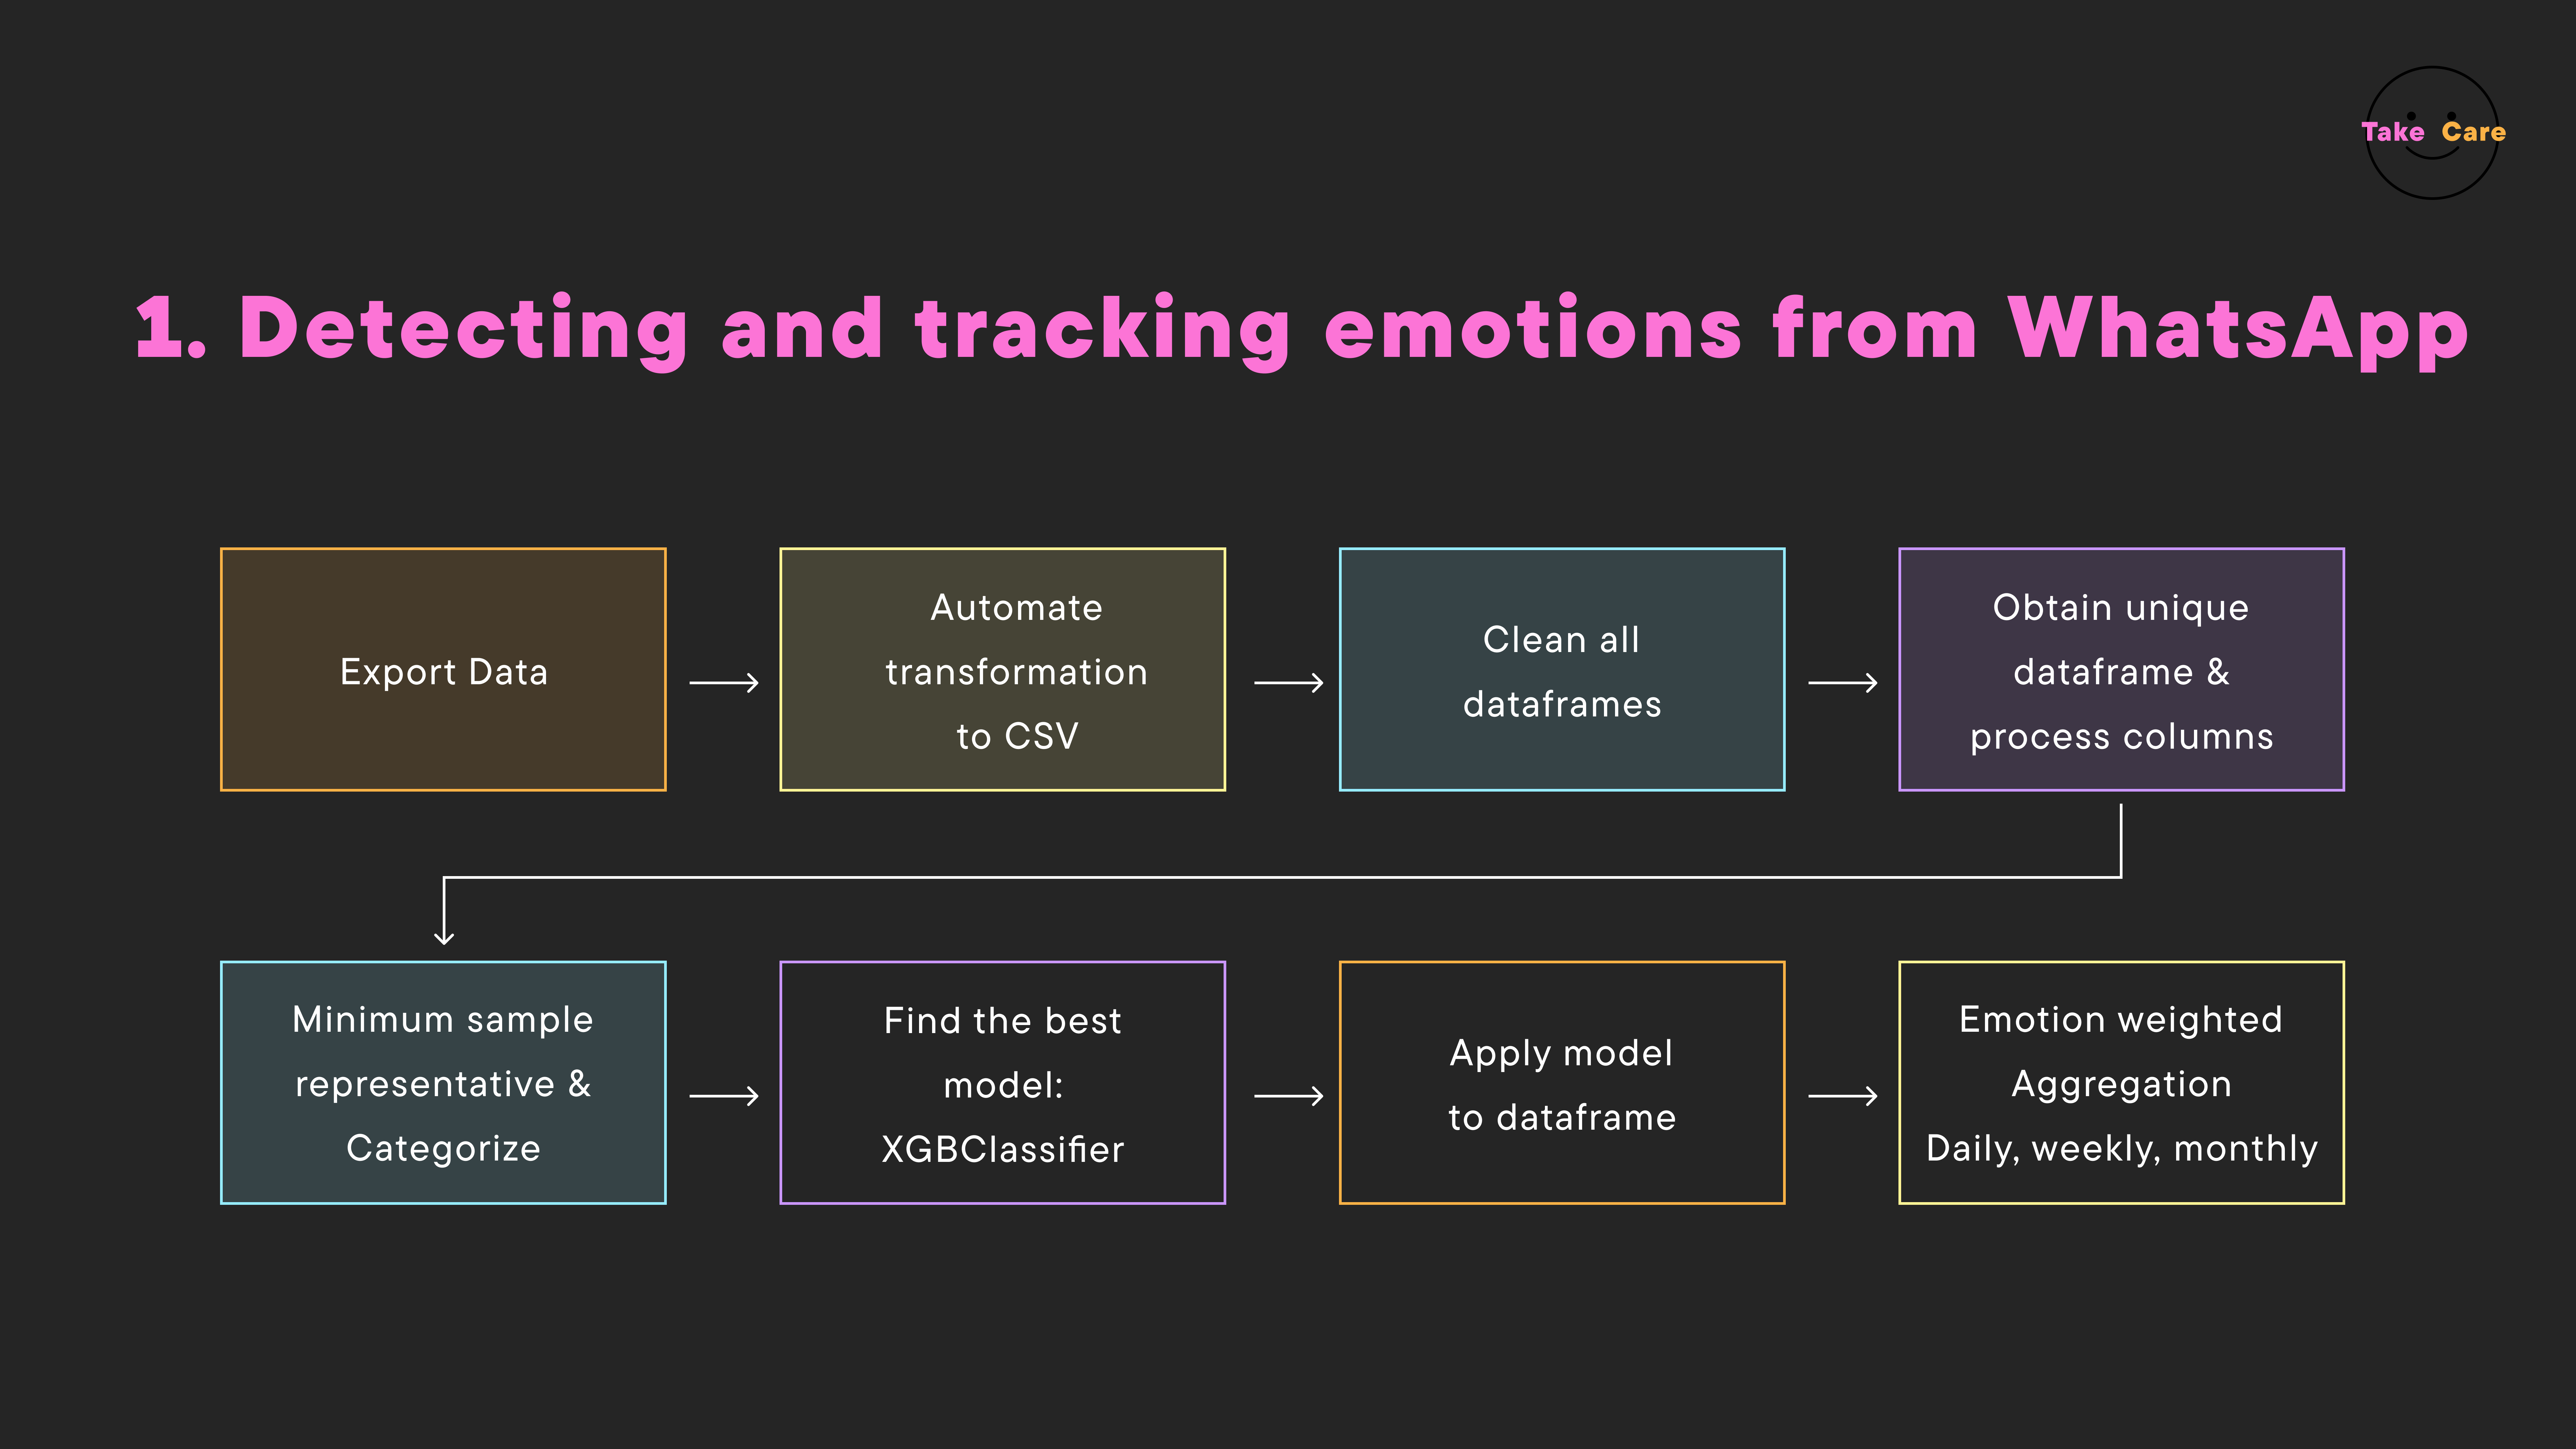 Take Care
1. Detecting and tracking emotions from WhatsApp
Export Data
Automate
transformation
to CSV
Clean all
dataframes
Obtain unique
dataframe &
process columns
Minimum sample
representative &
Categorize
Find the best
model:
XGBClassifier
Apply model
to dataframe
Emotion weighted
Aggregation
Daily, weekly, monthly